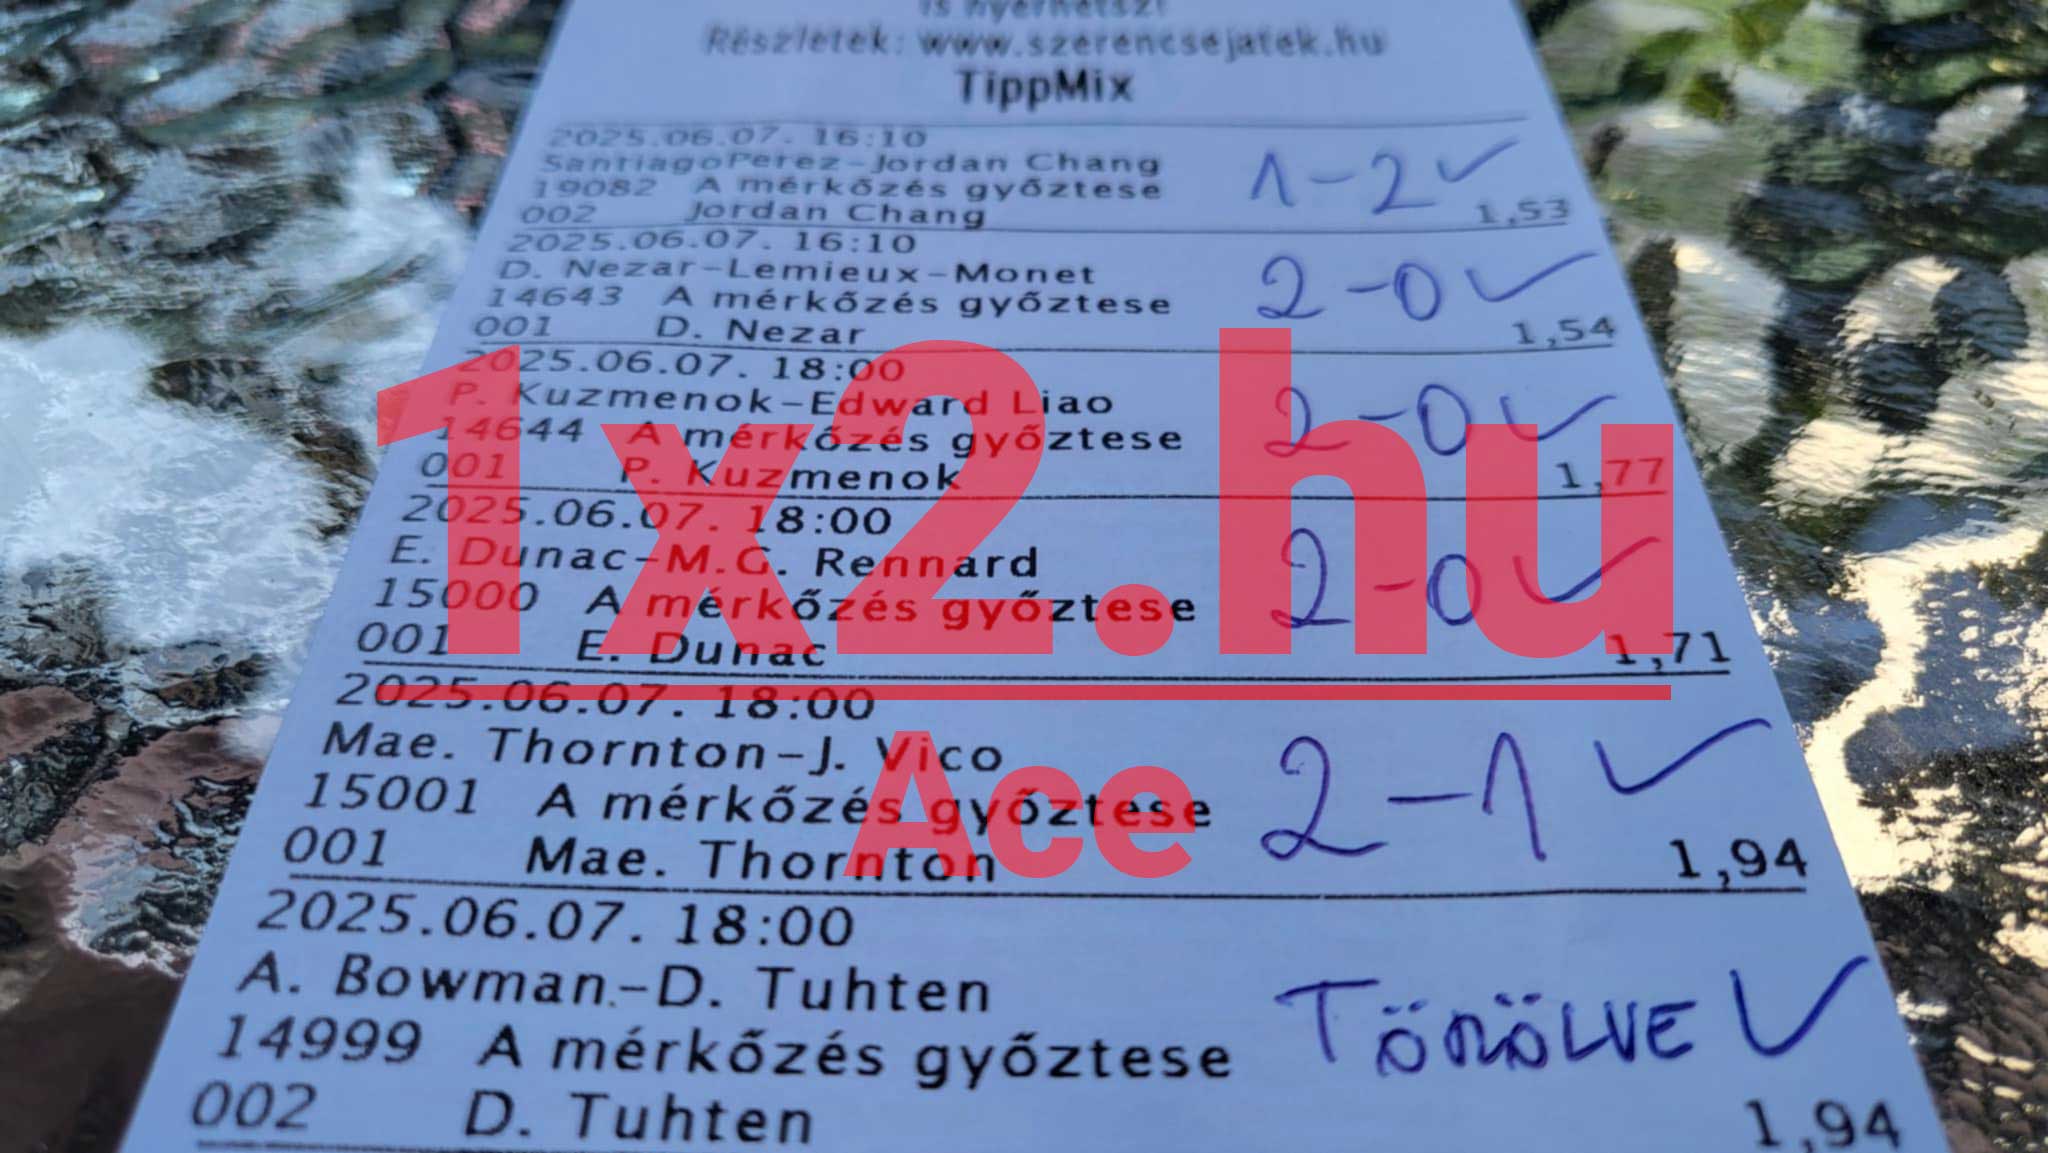 is nyerhetsz!
Részletek: www.szerencsejatek.hu
TippMix
2025.06.07. 16:10
SantiagoPerez-Jordan Chang
19082 A mérkőzés győztese 1-2
002 Jordan Chang 1,53
2025.06.07. 16:10
D. Nezar-Lemieux-Monet
14643 A mérkőzés győztese 2-0
001 D. Nezar 1,54
2025.06.07. 18:00
P. Kuzmenok-Edward Liao
14644 A mérkőzés győztese 2-0
001 P. Kuzmenok 1,77
2025.06.07. 18:00
E. Dunac-M.G. Rennard
15000 A mérkőzés győztese 2-0
001 E. Dunac 1,71
2025.06.07. 18:00
Mae. Thornton-J. Vico
15001 A mérkőzés győztese 2-1
001 Mae. Thornton 1,94
2025.06.07. 18:00
A. Bowman-D. Tuhten
14999 A mérkőzés győztese TÖRÖLVE
002 D. Tuhten 1,94
1x2.hu
Ace